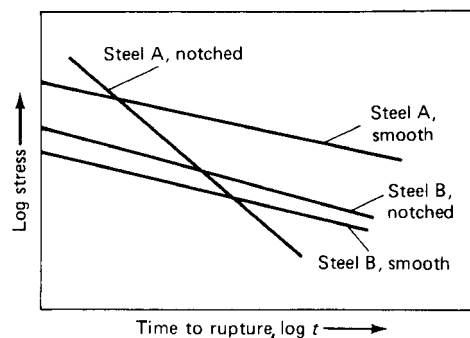 Steel A, notched
Steel A,
smooth
Log stress
Steel B,
notched
Steel B, smooth
Time to rupture, log t